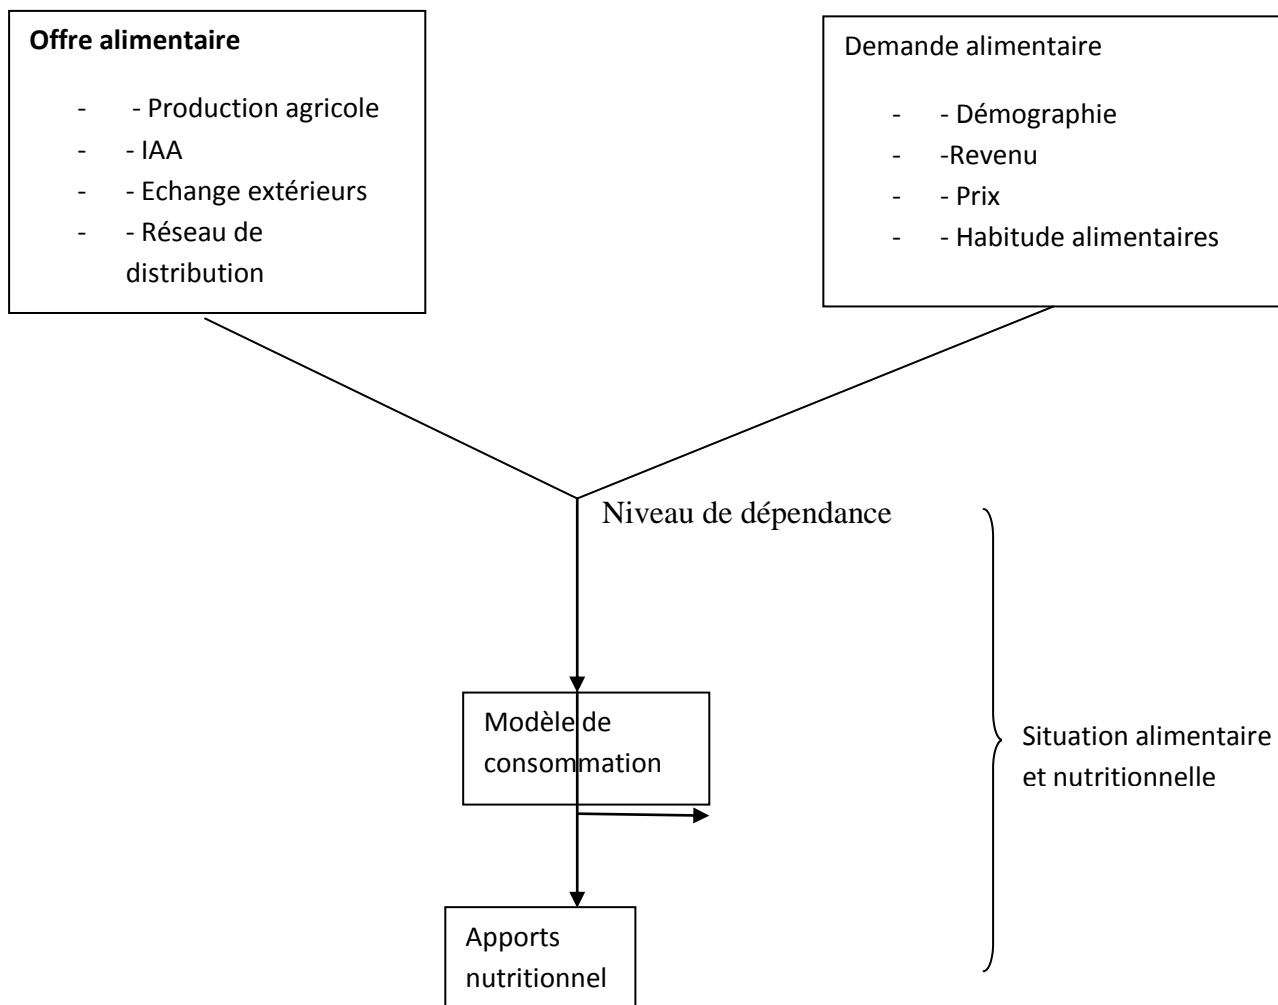 Offre alimentaire
- - Production agricole
- - IAA
- - Echange extérieurs
- - Réseau de
distribution
Demande alimentaire
- - Démographie
- -Revenu
- - Prix
- - Habitude alimentaires
Niveau de dépendance
Modèle de
consommation
Situation alimentaire
et nutritionnelle
Apports
nutritionnel